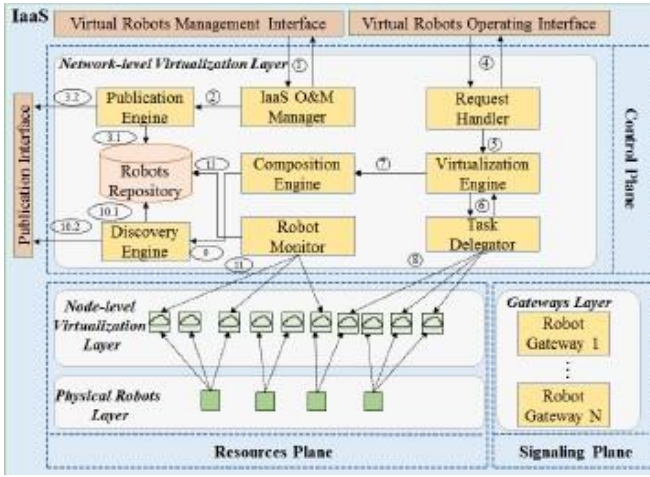 IaaS
Virtual Robots Management Interface
Virtual Robots Operating Interface
Network-level Virtualization Layer
①
④
3.2
Publication
Engine
②
IaaS O&M
Manager
Request
Handler
3.1
⑤
Publication Interface
Robots
Repository
11
Composition
Engine
⑦
Virtualization
Engine
Control Plane
10.1
⑥
10.2
Discovery
Engine
Robot
Monitor
Task
Delegator
9
11
⑧
Node-level
Virtualization
Layer
Gateways Layer
Robot
Gateway 1
Physical Robots
Layer
Robot
Gateway N
Resources Plane
Signaling Plane